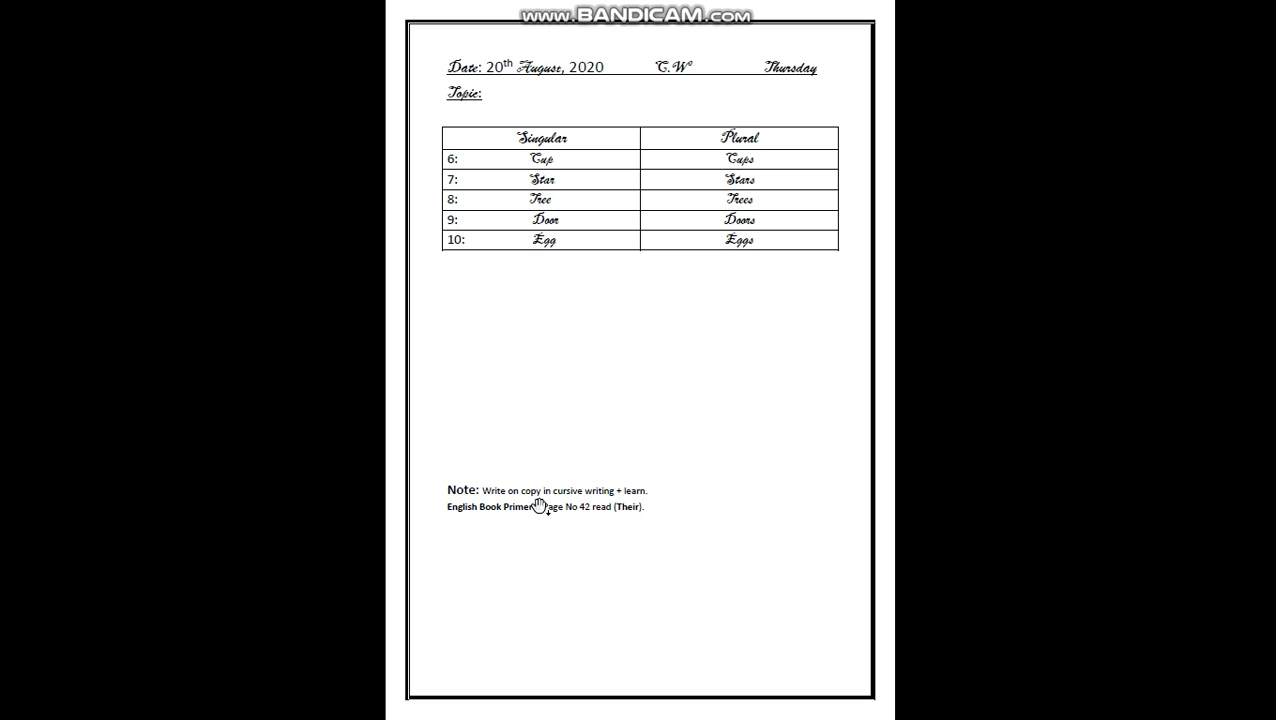 www.BANDICAM.com
Date: 20th August, 2020 C.W Thursday
Topic:
Singular Plural
6: Cup Cups
7: Star Stars
8: Tree Trees
9: Door Doors
10: Egg Eggs
Note: Write on copy in cursive writing + learn.
English Book Primer Page No 42 read (Their).